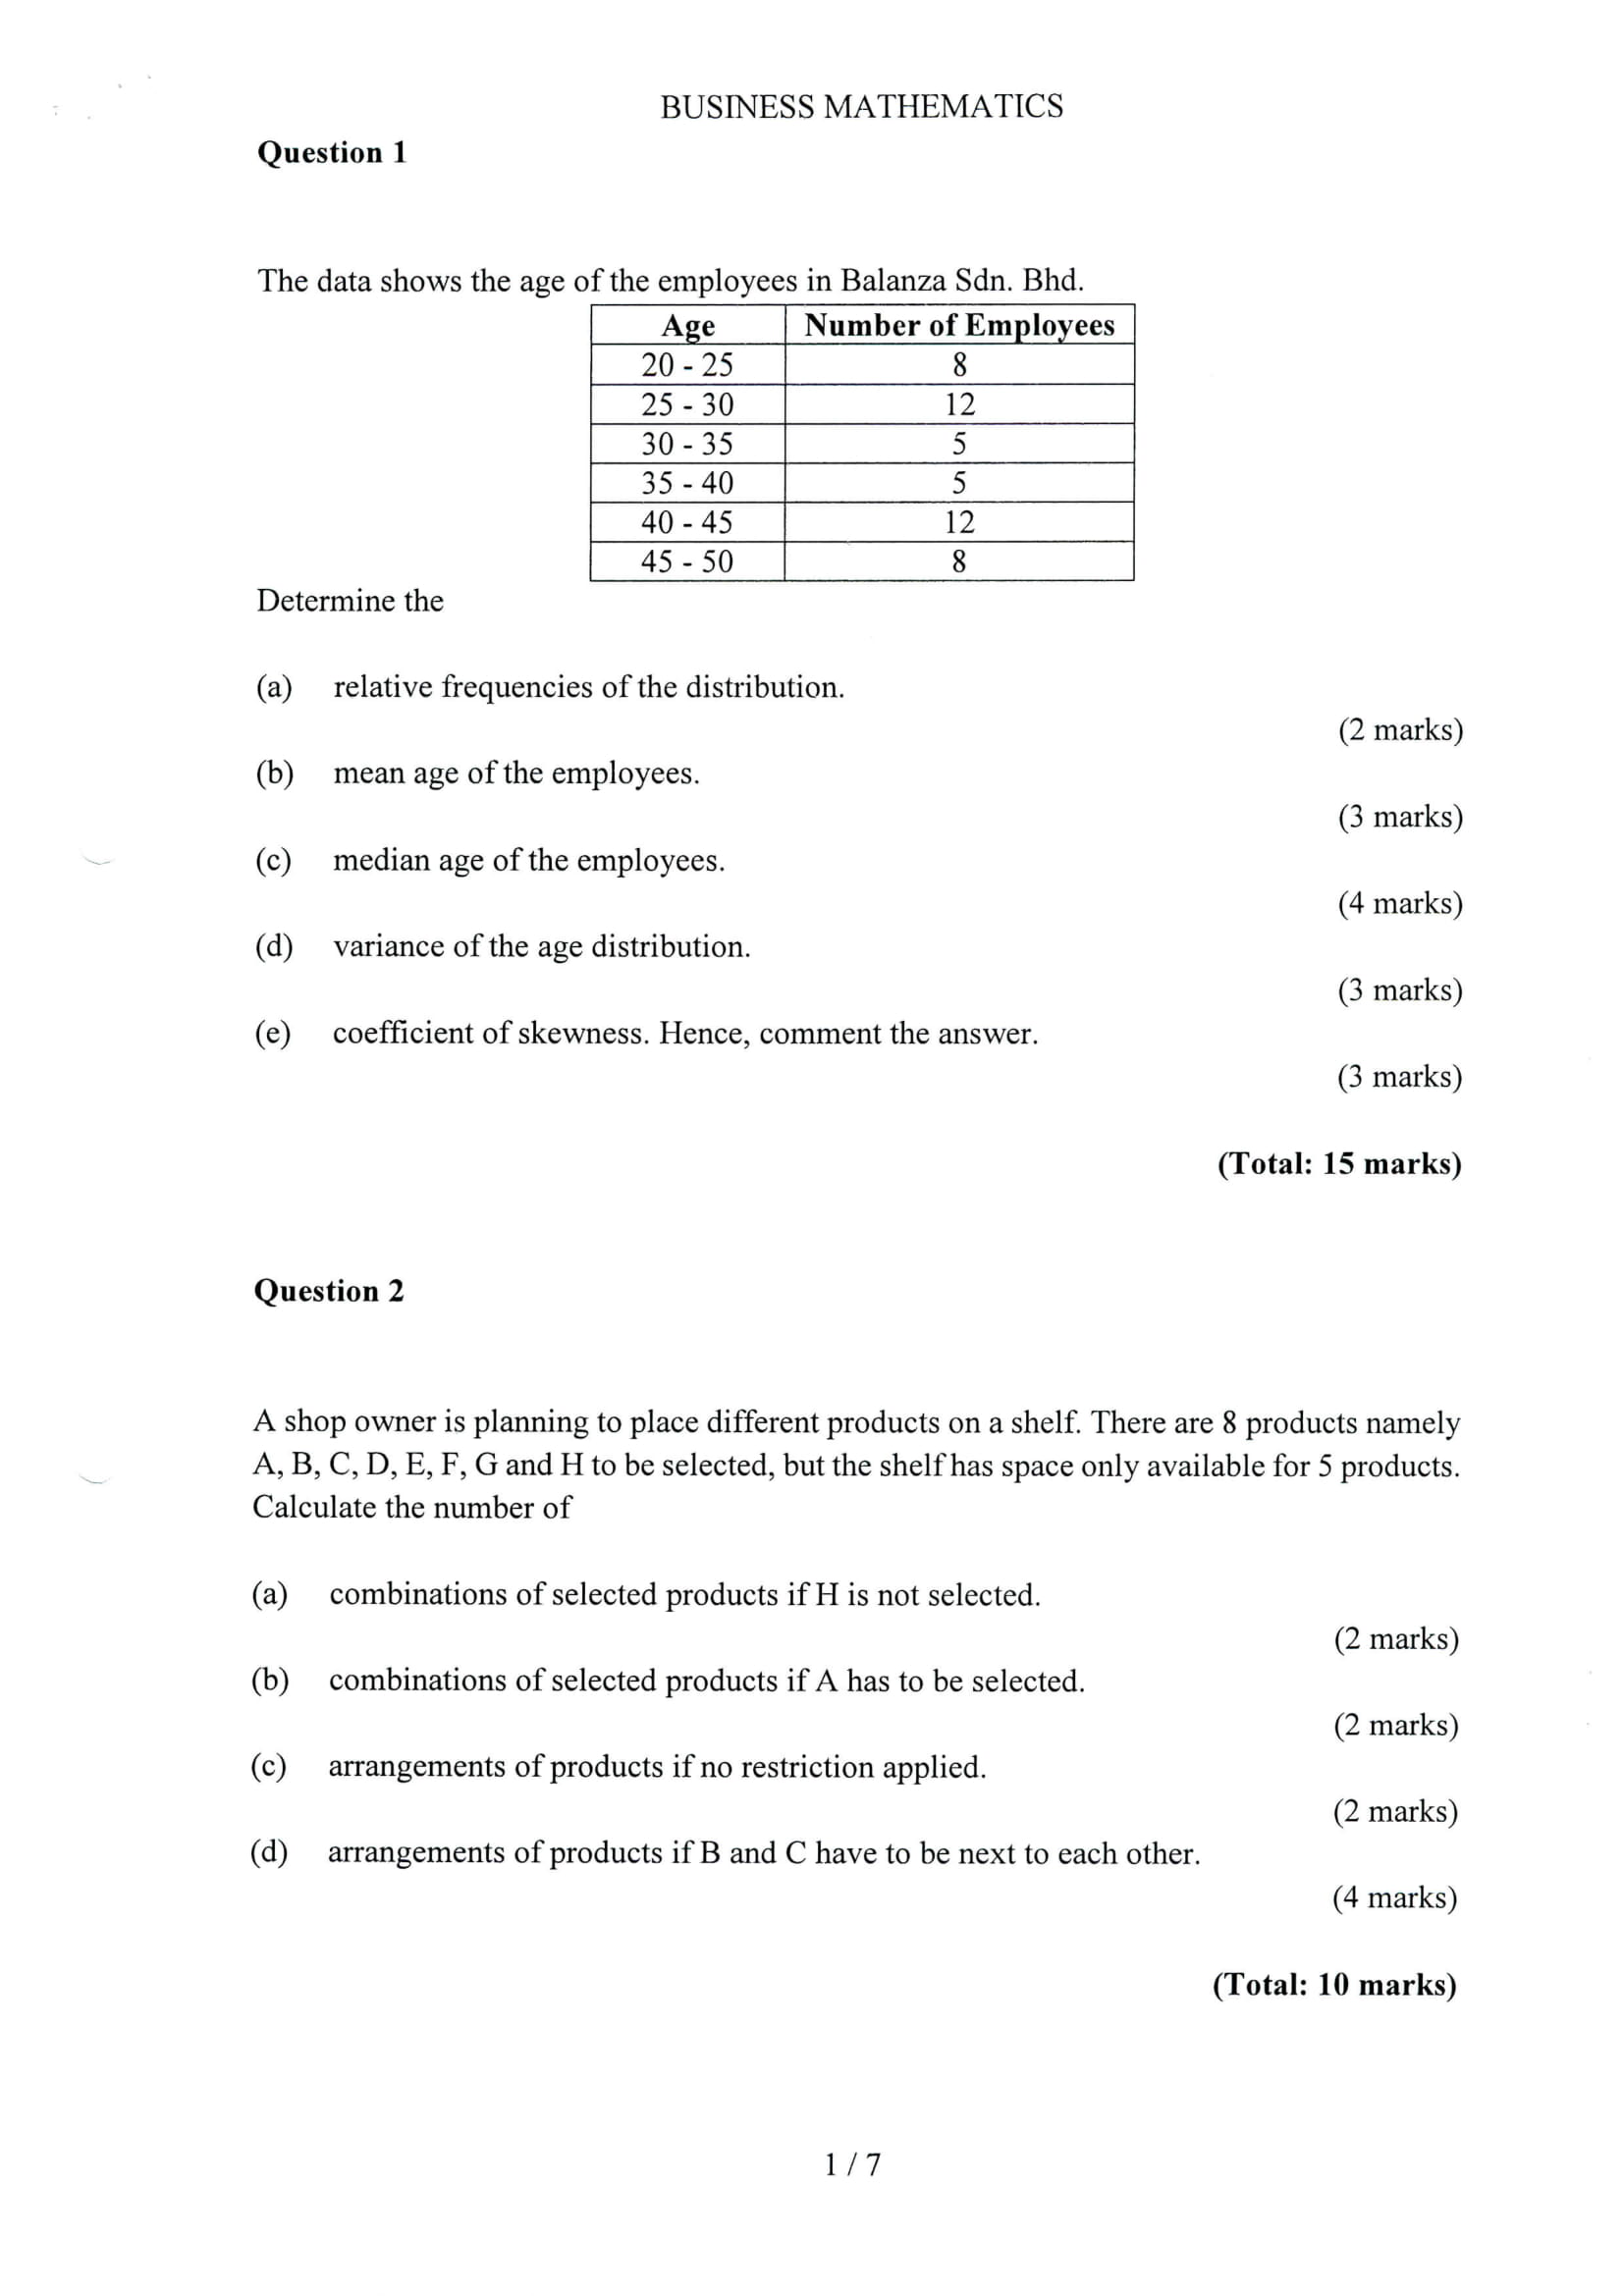 BUSINESS MATHEMATICS
Question 1
The data shows the age of the employees in Balanza Sdn. Bhd.
Age Number of Employees
20 - 25 8
25 - 30 12
30 - 35 5
35 - 40 5
40 - 45 12
45 - 50 8
Determine the
(a) relative frequencies of the distribution.
(2 marks)
(b) mean age of the employees.
(3 marks)
(c) median age of the employees.
(4 marks)
(d) variance of the age distribution.
(3 marks)
(e) coefficient of skewness. Hence, comment the answer.
(3 marks)
(Total: 15 marks)
Question 2
A shop owner is planning to place different products on a shelf. There are 8 products namely
A, B, C, D, E, F, G and H to be selected, but the shelf has space only available for 5 products.
Calculate the number of
(a) combinations of selected products if H is not selected.
(2 marks)
(b) combinations of selected products if A has to be selected.
(2 marks)
(c) arrangements of products if no restriction applied.
(2 marks)
(d) arrangements of products if B and C have to be next to each other.
(4 marks)
(Total: 10 marks)
1 / 7